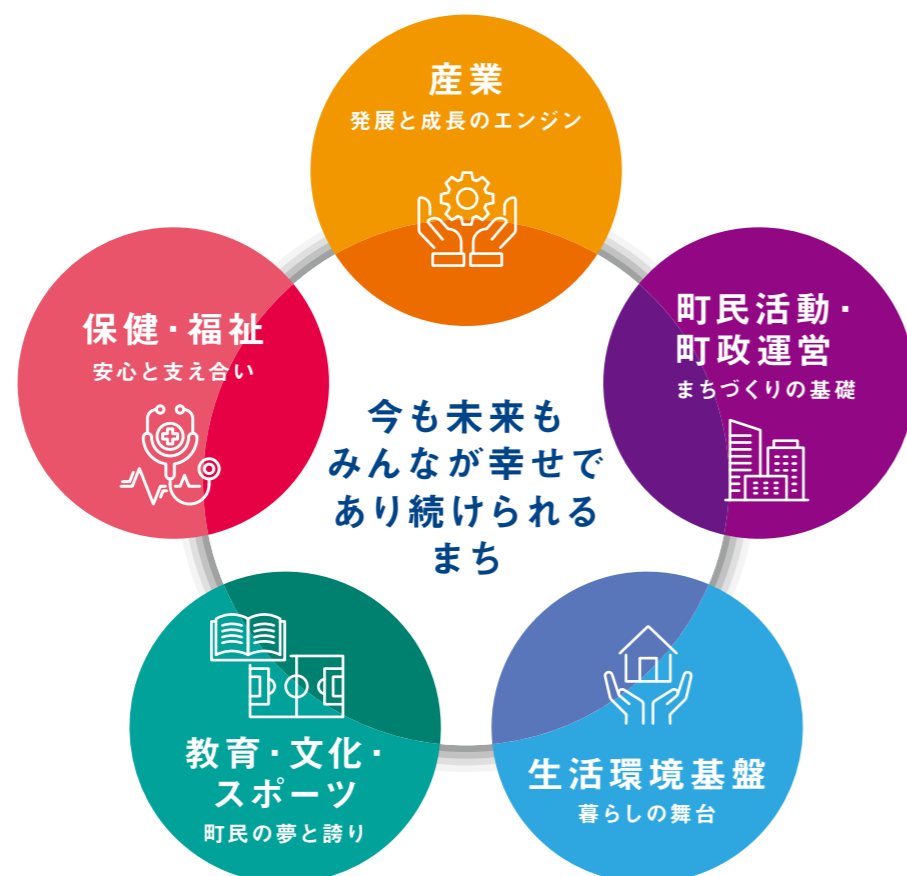 産業
発展と成長のエンジン
町民活動・
町政運営
まちづくりの基礎
保健・福祉
安心と支え合い
今も未来も
みんなが幸せで
あり続けられる
まち
教育・文化・
スポーツ
町民の夢と誇り
生活環境基盤
暮らしの舞台